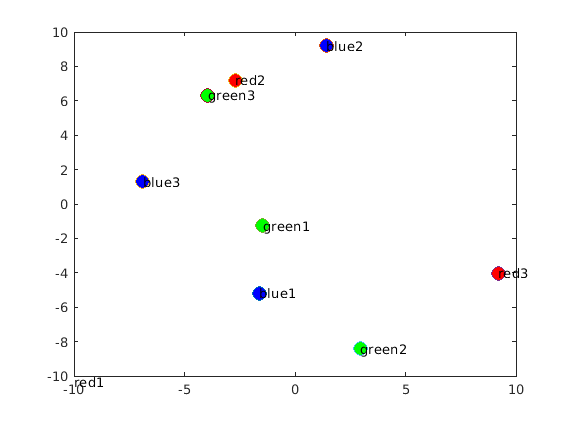 10
blue2
8
red2
green3
6
4
2
blue3
0
green1
-2
-4
red3
blue1
-6
-8
green2
-10
red1
-10 -5 0 5 10